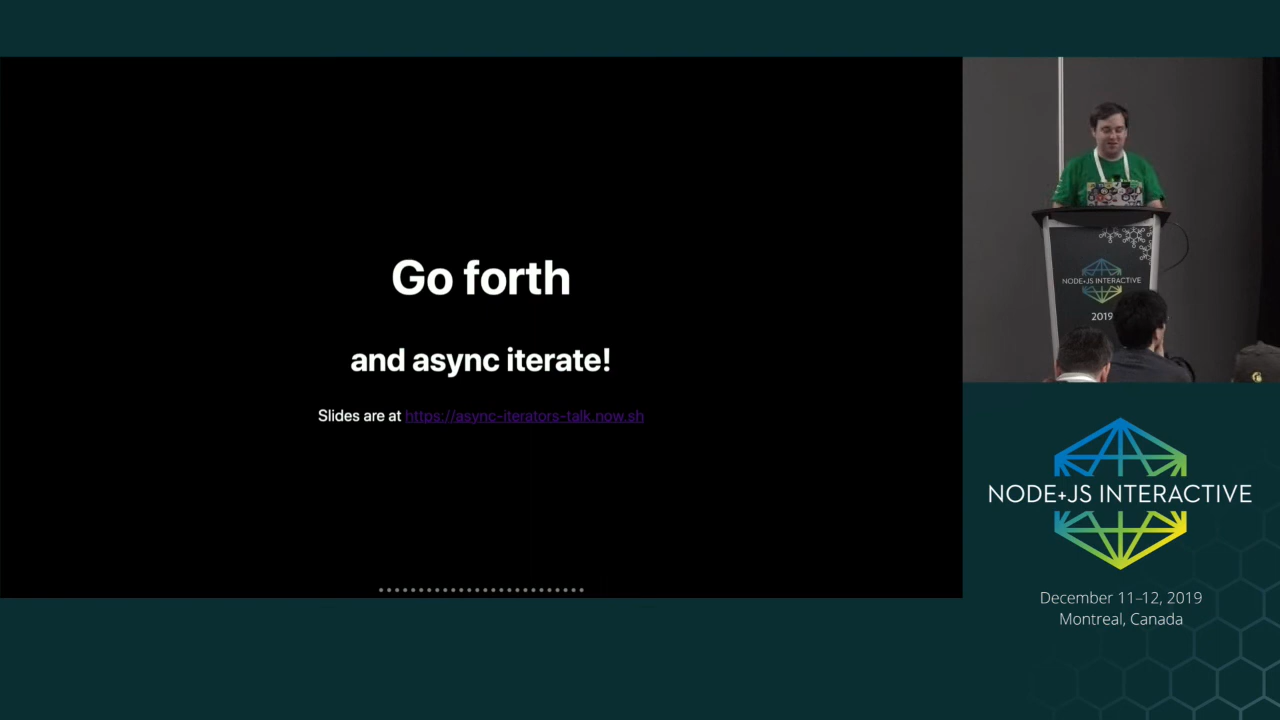 Go forth
and async iterate!
Slides are at https://async-iterators-talk.now.sh
NODE+JS INTERACTIVE
2019
NODE+JS INTERACTIVE
December 11–12, 2019
Montreal, Canada